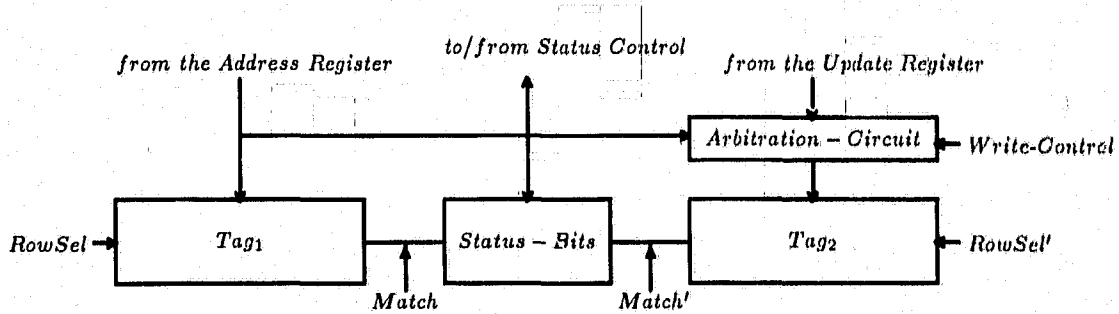 to/from Status Control
from the Address Register
from the Update Register
Arbitration – Circuit
Write-Control
RowSel
Tag₁
Status – Bits
Tag₂
RowSel'
Match
Match'